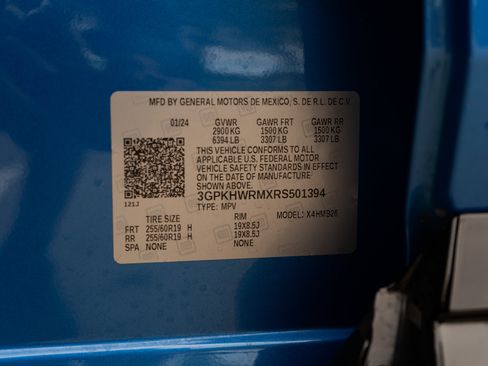 MFD BY GENERAL MOTORS DE MEXICO, S. DE R.L. DE C.V.
01/24 GVWR GAWR FRT GAWR RR
2900 KG 1500 KG 1500 KG
6394 LB 3307 LB 3307 LB
THIS VEHICLE CONFORMS TO ALL
APPLICABLE U.S. FEDERAL MOTOR
VEHICLE SAFETY STANDARDS IN EFFECT
ON THE DATE OF MANUFACTURE
SHOWN ABOVE.
3GPKHWRMXRS501394
121J TYPE: MPV MODEL: X4HMB26
TIRE SIZE RIM
FRT 255/60R19 H 19X8.5J
RR 255/60R19 H 19X8.5J
SPA NONE NONE